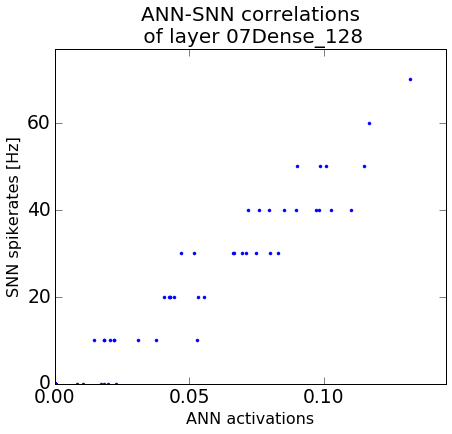 ANN-SNN correlations
of layer 07Dense_128
SNN spikerates [Hz]
60
40
20
0
0.00
0.05
0.10
ANN activations